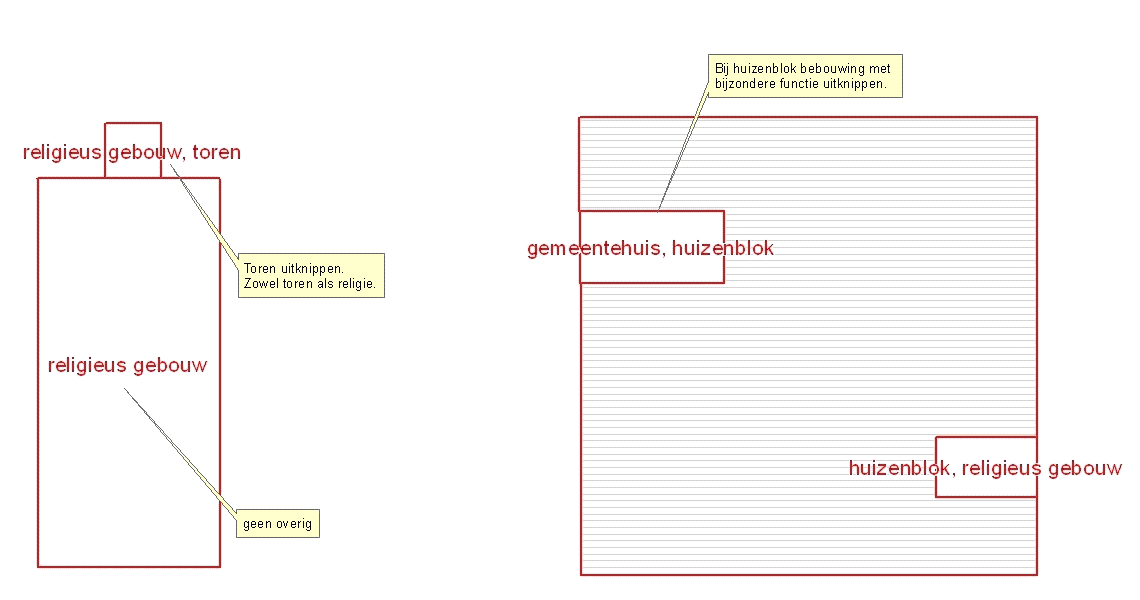 religieus gebouw, toren
Toren uitknippen.
Zowel toren als religie.
religieus gebouw
geen overig
Bij huizenblok bebouwing met
bijzondere functie uitknippen.
gemeentehuis, huizenblok
huizenblok, religieus gebouw